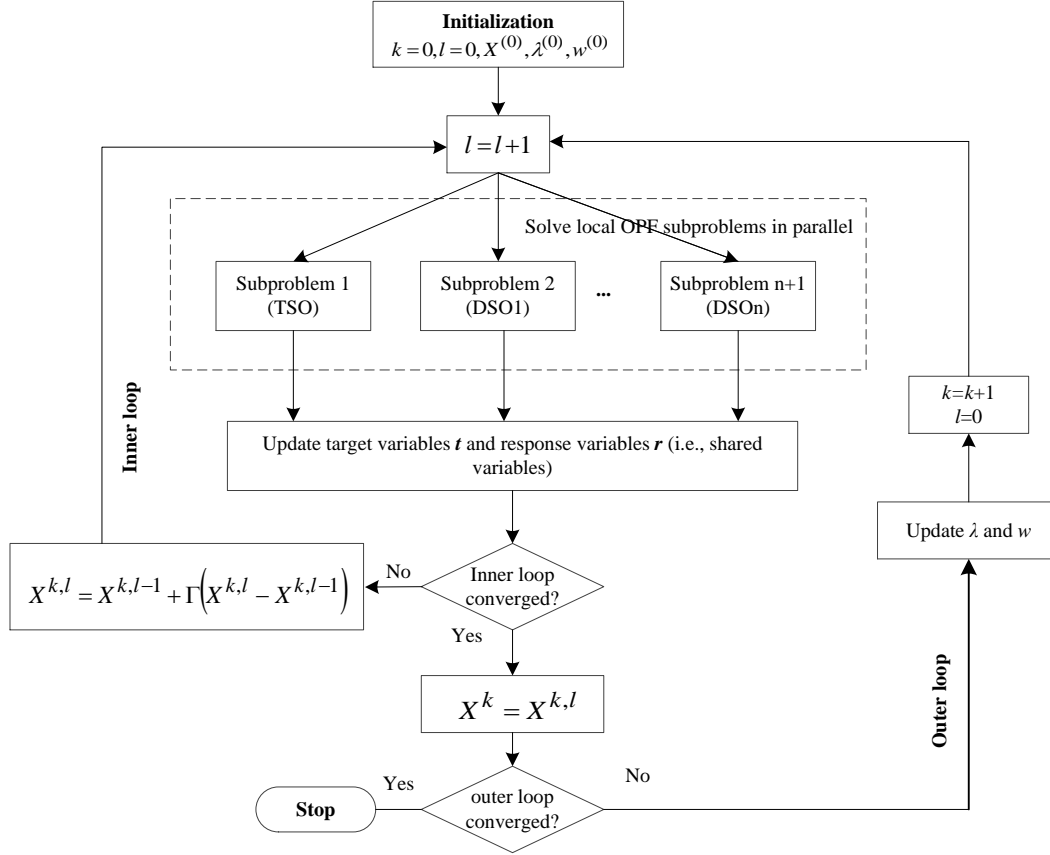 Initialization
k = 0, l = 0, X^(0), λ^(0), w^(0)
l = l+1
Solve local OPF subproblems in parallel
Subproblem 1
(TSO)
Subproblem 2
(DSO1)
...
Subproblem n+1
(DSOn)
Inner loop
k=k+1
l=0
Update target variables t and response variables r (i.e., shared
variables)
Update λ and w
X^{k,l} = X^{k,l−1} + Γ(X^{k,l} − X^{k,l−1})
No
Inner loop
converged?
Yes
Outer loop
X^k = X^{k,l}
Yes
No
Stop
outer loop
converged?